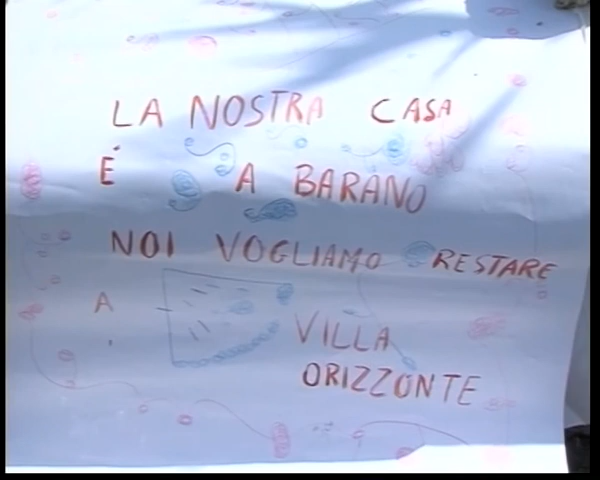 LA NOSTRA CASA
É A BARANO
NOI VOGLIAMO RESTARE
A VILLA
ORIZZONTE